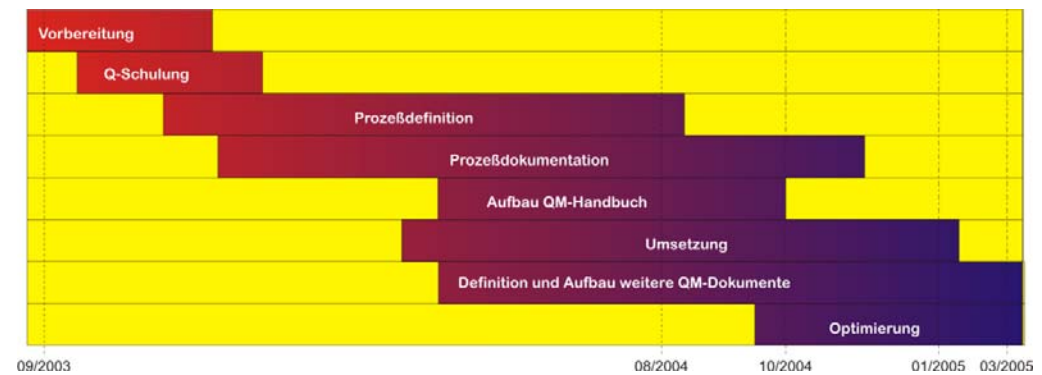 Vorbereitung
Q-Schulung
Prozeßdefinition
Prozeßdokumentation
Aufbau QM-Handbuch
Umsetzung
Definition und Aufbau weitere QM-Dokumente
Optimierung
09/2003 08/2004 10/2004 01/2005 03/2005